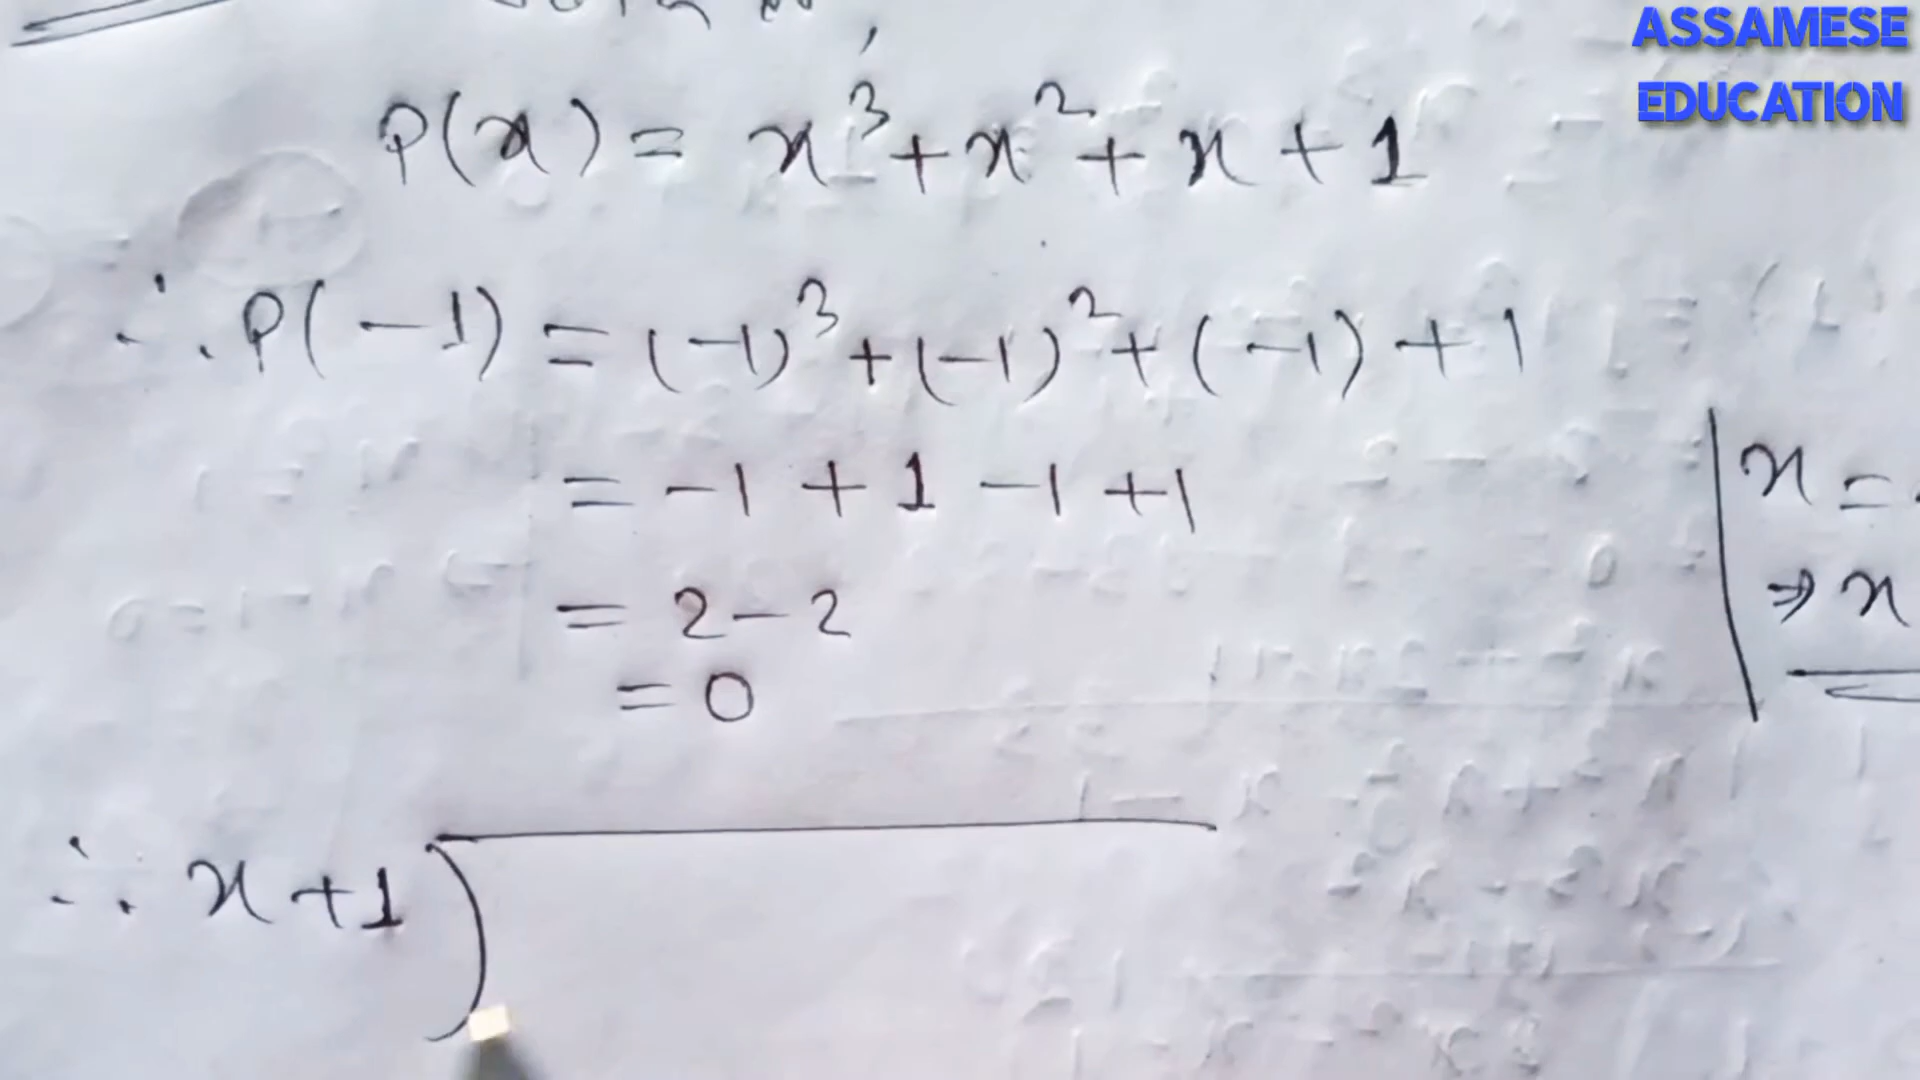 ASSAMESE
EDUCATION
P(x) = x³ + x² + x + 1
∴ P(-1) = (-1)³ + (-1)² + (-1) + 1
= -1 + 1 - 1 + 1
= 2 - 2
= 0
x =
⇒ x
∴ x + 1